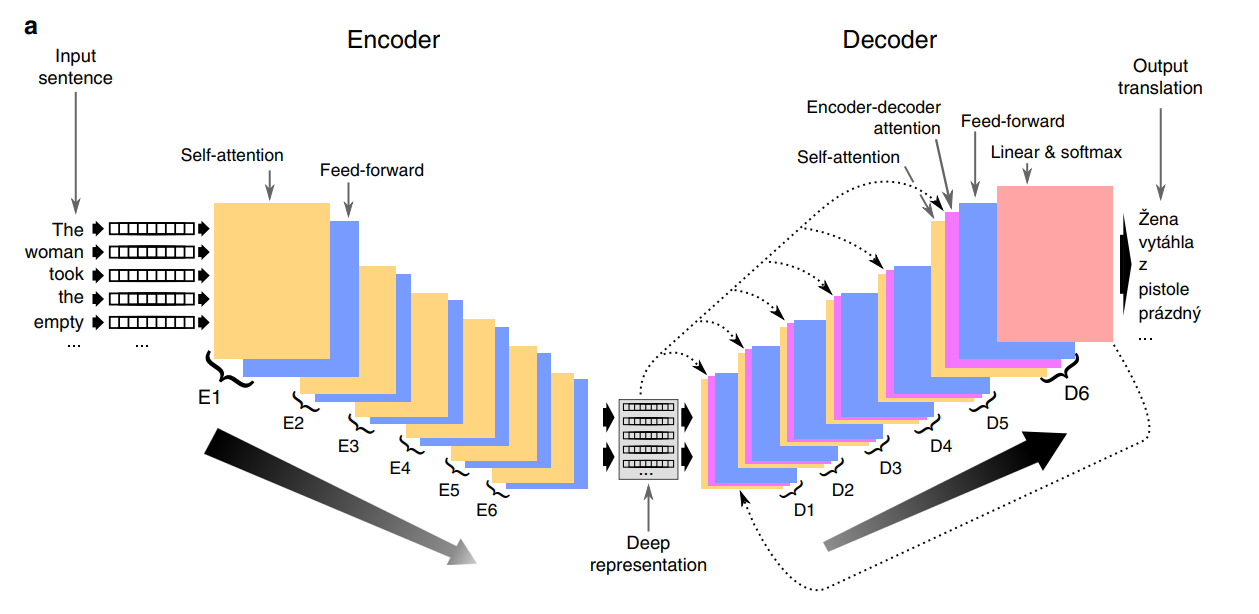 a
Encoder
Decoder
Input
sentence
Output
translation
Encoder-decoder
attention
Feed-forward
Self-attention
Linear & softmax
Self-attention
Feed-forward
The
woman
took
the
empty
...
...
Žena
vytáhla
z
pistole
prázdný
...
E1
E2
E3
E4
E5
E6
...
D6
D5
D4
D3
D2
D1
Deep
representation